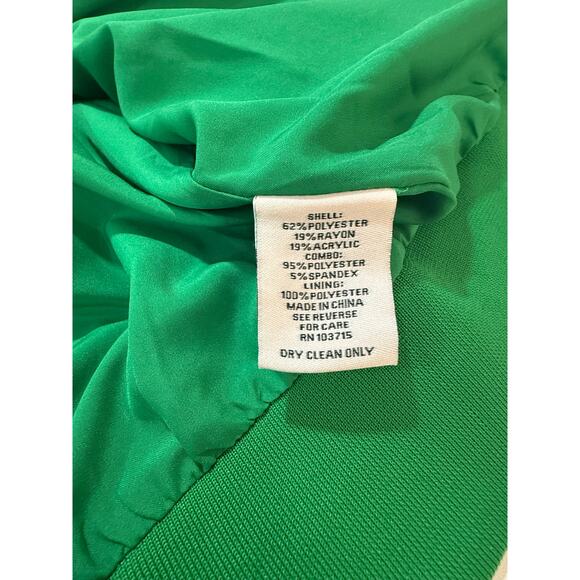 SHELL:
62%POLYESTER
19%RAYON
19%ACRYLIC
COMBO:
95%POLYESTER
5%SPANDEX
LINING:
100%POLYESTER
MADE IN CHINA
SEE REVERSE
FOR CARE
RN 103715
DRY CLEAN ONLY